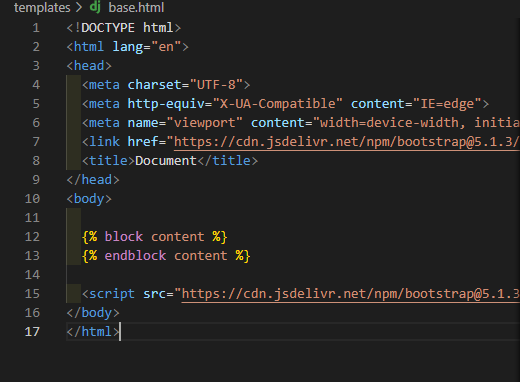 templates > dj base.html
1 <!DOCTYPE html>
2 <html lang="en">
3 <head>
4 <meta charset="UTF-8">
5 <meta http-equiv="X-UA-Compatible" content="IE=edge">
6 <meta name="viewport" content="width=device-width, initia
7 <link href="https://cdn.jsdelivr.net/npm/bootstrap@5.1.3/
8 <title>Document</title>
9 </head>
10 <body>
11
12 {% block content %}
13 {% endblock content %}
14
15 <script src="https://cdn.jsdelivr.net/npm/bootstrap@5.1.3
16 </body>
17 </html>